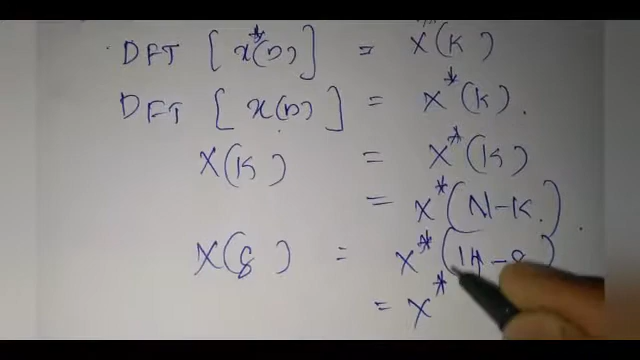 DFT [x*(n)] = X(K)
DFT [x(n)] = X*(K).
X(K) = X*(K)
= X*(N-K).
X(8) = X*(14-8)
= X*